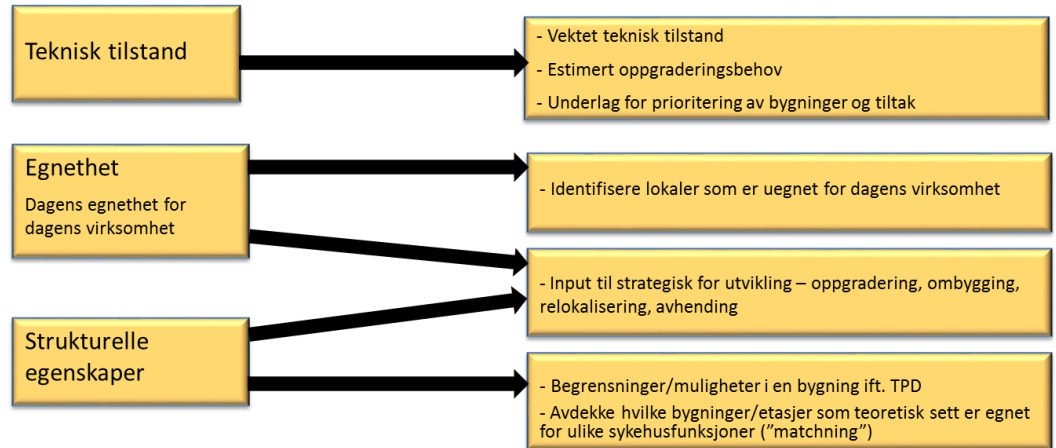 Teknisk tilstand
- Vektet teknisk tilstand
- Estimert oppgraderingsbehov
- Underlag for prioritering av bygninger og tiltak
Egnethet
Dagens egnethet for
dagens virksomhet
- Identifisere lokaler som er uegnet for dagens virksomhet
- Input til strategisk for utvikling – oppgradering, ombygging,
relokalisering, avhending
Strukturelle
egenskaper
- Begrensninger/muligheter i en bygning ift. TPD
- Avdekke hvilke bygninger/etasjer som teoretisk sett er egnet
for ulike sykehusfunksjoner (”matchning”)